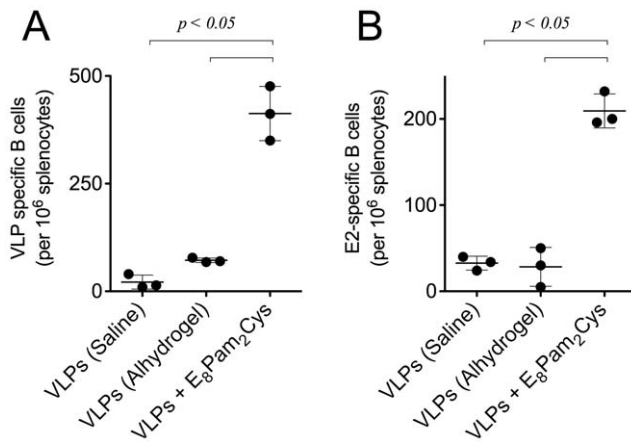 A
p < 0.05
VLP specific B cells
(per 10⁶ splenocytes)
500
250
0
VLPs (Saline)
VLPs (Alhydrogel)
VLPs + E₈Pam₂Cys
B
p < 0.05
E2-specific B cells
(per 10⁶ splenocytes)
200
100
0
VLPs (Saline)
VLPs (Alhydrogel)
VLPs + E₈Pam₂Cys